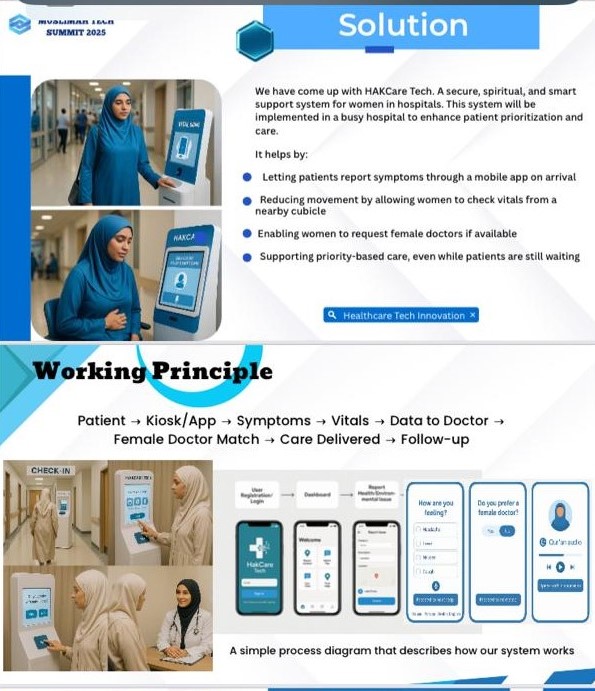 MUSLIMAH TECH
SUMMIT 2025
Solution
We have come up with HAKCare Tech. A secure, spiritual, and smart
support system for women in hospitals. This system will be
implemented in a busy hospital to enhance patient prioritization and
care.
It helps by:
Letting patients report symptoms through a mobile app on arrival
Reducing movement by allowing women to check vitals from a
nearby cubicle
Enabling women to request female doctors if available
Supporting priority-based care, even while patients are still waiting
HAKCA
Healthcare Tech Innovation ×
Working Principle
Patient → Kiosk/App → Symptoms → Vitals → Data to Doctor →
Female Doctor Match → Care Delivered → Follow-up
CHECK-IN
User
Registration/
Login
Dashboard
Report
Health/Environ-
mental Issue
HakCare
Tech
Welcome
How are you
feeling?
Do you prefer a
female doctor?
Qur'an audio
A simple process diagram that describes how our system works